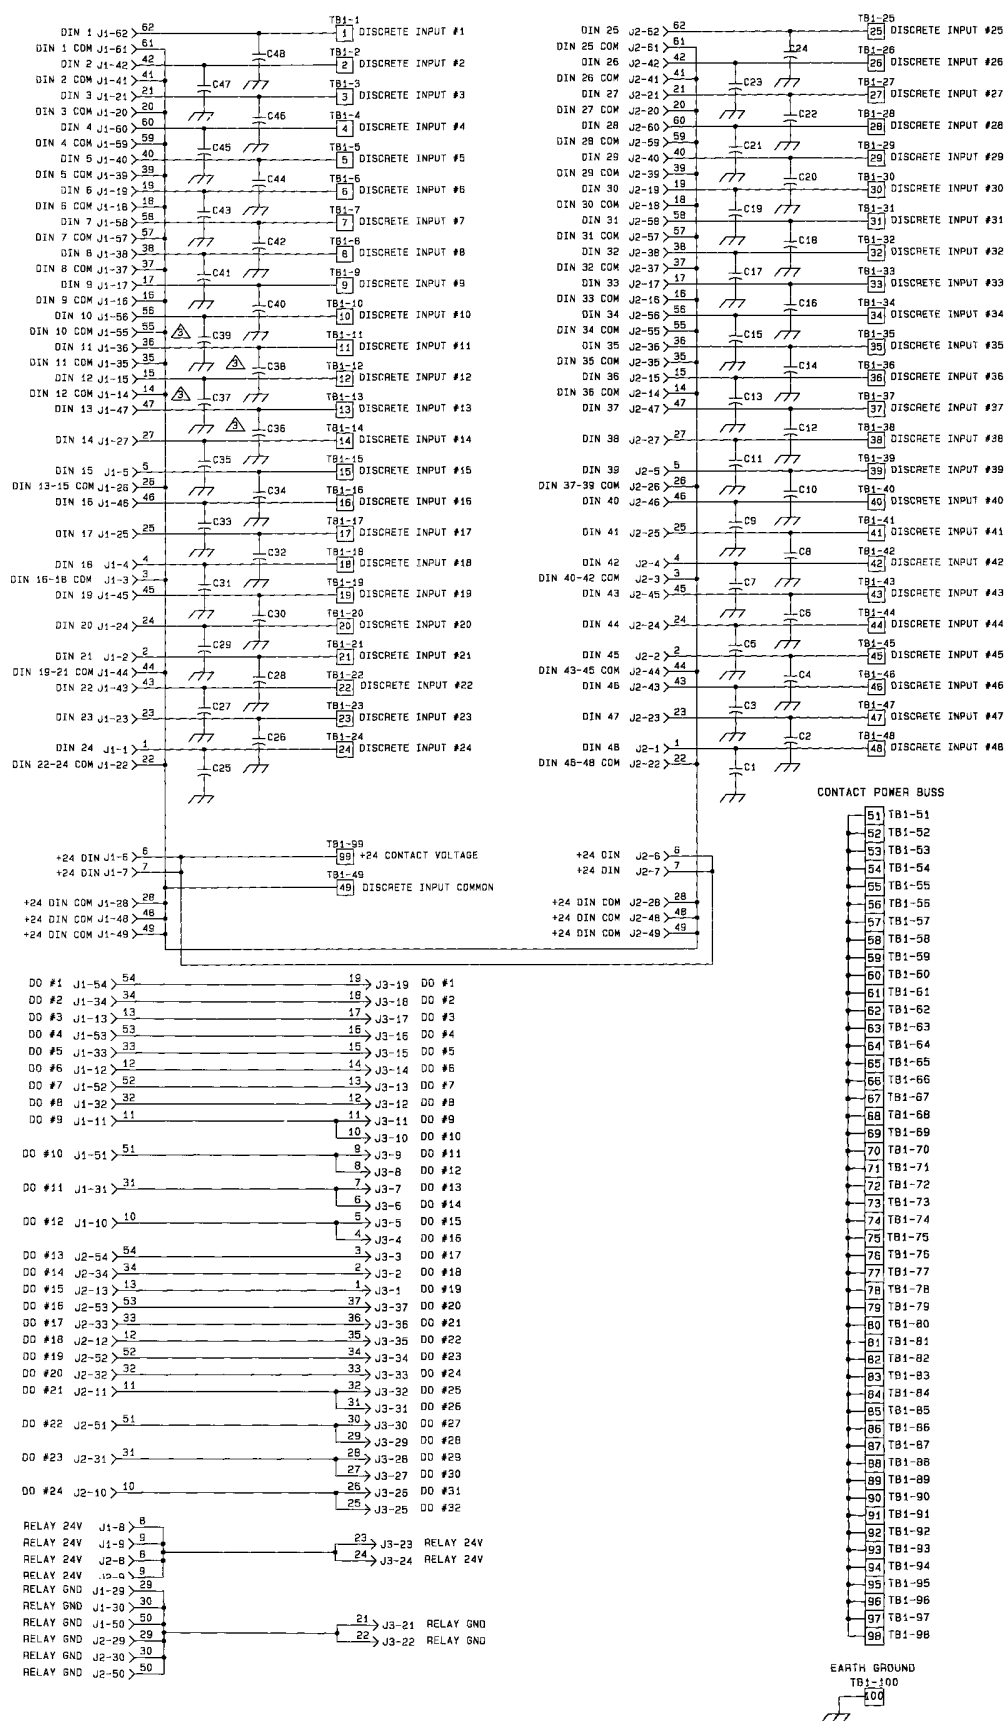 DIN 1 J1-62 62 TB1-1 1 DISCRETE INPUT #1
DIN 1 COM J1-61 61 C48
DIN 2 J1-42 42 TB1-2 2 DISCRETE INPUT #2
DIN 2 COM J1-41 41 C47
DIN 3 J1-21 21 TB1-3 3 DISCRETE INPUT #3
DIN 3 COM J1-20 20 C46
DIN 4 J1-60 60 TB1-4 4 DISCRETE INPUT #4
DIN 4 COM J1-59 59 C45
DIN 5 J1-40 40 TB1-5 5 DISCRETE INPUT #5
DIN 5 COM J1-39 39 C44
DIN 6 J1-19 19 TB1-6 6 DISCRETE INPUT #6
DIN 6 COM J1-18 18 C43
DIN 7 J1-58 58 TB1-7 7 DISCRETE INPUT #7
DIN 7 COM J1-57 57 C42
DIN 8 J1-38 38 TB1-8 8 DISCRETE INPUT #8
DIN 8 COM J1-37 37 C41
DIN 9 J1-17 17 TB1-9 9 DISCRETE INPUT #9
DIN 9 COM J1-16 16 C40
DIN 10 J1-56 56 TB1-10 10 DISCRETE INPUT #10
DIN 10 COM J1-55 55 3 C39
DIN 11 J1-36 36 TB1-11 11 DISCRETE INPUT #11
DIN 11 COM J1-35 35 3 C38
DIN 12 J1-15 15 TB1-12 12 DISCRETE INPUT #12
DIN 12 COM J1-14 14 3 C37
DIN 13 J1-47 47 TB1-13 13 DISCRETE INPUT #13
3 C36
DIN 14 J1-27 27 TB1-14 14 DISCRETE INPUT #14
C35
DIN 15 J1-5 5 TB1-15 15 DISCRETE INPUT #15
DIN 13-15 COM J1-26 26 C34
DIN 16 J1-46 46 TB1-16 16 DISCRETE INPUT #16
C33
DIN 17 J1-25 25 TB1-17 17 DISCRETE INPUT #17
C32
DIN 18 J1-4 4 TB1-18 18 DISCRETE INPUT #18
DIN 16-18 COM J1-3 3 C31
DIN 19 J1-45 45 TB1-19 19 DISCRETE INPUT #19
C30
DIN 20 J1-24 24 TB1-20 20 DISCRETE INPUT #20
C29
DIN 21 J1-2 2 TB1-21 21 DISCRETE INPUT #21
DIN 19-21 COM J1-44 44 C28
DIN 22 J1-43 43 TB1-22 22 DISCRETE INPUT #22
C27
DIN 23 J1-23 23 TB1-23 23 DISCRETE INPUT #23
C26
DIN 24 J1-1 1 TB1-24 24 DISCRETE INPUT #24
DIN 22-24 COM J1-22 22 C25
DIN 25 J2-62 62 TB1-25 25 DISCRETE INPUT #25
DIN 25 COM J2-61 61 C24
DIN 26 J2-42 42 TB1-26 26 DISCRETE INPUT #26
DIN 26 COM J2-41 41 C23
DIN 27 J2-21 21 TB1-27 27 DISCRETE INPUT #27
DIN 27 COM J2-20 20 C22
DIN 28 J2-60 60 TB1-28 28 DISCRETE INPUT #28
DIN 28 COM J2-59 59 C21
DIN 29 J2-40 40 TB1-29 29 DISCRETE INPUT #29
DIN 29 COM J2-39 39 C20
DIN 30 J2-19 19 TB1-30 30 DISCRETE INPUT #30
DIN 30 COM J2-18 18 C19
DIN 31 J2-58 58 TB1-31 31 DISCRETE INPUT #31
DIN 31 COM J2-57 57 C18
DIN 32 J2-38 38 TB1-32 32 DISCRETE INPUT #32
DIN 32 COM J2-37 37 C17
DIN 33 J2-17 17 TB1-33 33 DISCRETE INPUT #33
DIN 33 COM J2-16 16 C16
DIN 34 J2-56 56 TB1-34 34 DISCRETE INPUT #34
DIN 34 COM J2-55 55 C15
DIN 35 J2-36 36 TB1-35 35 DISCRETE INPUT #35
DIN 35 COM J2-35 35 C14
DIN 36 J2-15 15 TB1-36 36 DISCRETE INPUT #36
DIN 36 COM J2-14 14 C13
DIN 37 J2-47 47 TB1-37 37 DISCRETE INPUT #37
C12
DIN 38 J2-27 27 TB1-38 38 DISCRETE INPUT #38
C11
DIN 39 J2-5 5 TB1-39 39 DISCRETE INPUT #39
DIN 37-39 COM J2-26 26 C10
DIN 40 J2-46 46 TB1-40 40 DISCRETE INPUT #40
C9
DIN 41 J2-25 25 TB1-41 41 DISCRETE INPUT #41
C8
DIN 42 J2-4 4 TB1-42 42 DISCRETE INPUT #42
DIN 40-42 COM J2-3 3 C7
DIN 43 J2-45 45 TB1-43 43 DISCRETE INPUT #43
C6
DIN 44 J2-24 24 TB1-44 44 DISCRETE INPUT #44
C5
DIN 45 J2-2 2 TB1-45 45 DISCRETE INPUT #45
DIN 43-45 COM J2-44 44 C4
DIN 46 J2-43 43 TB1-46 46 DISCRETE INPUT #46
C3
DIN 47 J2-23 23 TB1-47 47 DISCRETE INPUT #47
C2
DIN 48 J2-1 1 TB1-48 48 DISCRETE INPUT #48
DIN 46-48 COM J2-22 22 C1
+24 DIN J1-6 6 TB1-99 99 +24 CONTACT VOLTAGE
+24 DIN J1-7 7
TB1-49 49 DISCRETE INPUT COMMON
+24 DIN COM J1-28 28
+24 DIN COM J1-48 48
+24 DIN COM J1-49 49
+24 DIN J2-6 6
+24 DIN J2-7 7
+24 DIN COM J2-28 28
+24 DIN COM J2-48 48
+24 DIN COM J2-49 49
DO #1 J1-54 54 19 J3-19 DO #1
DO #2 J1-34 34 18 J3-18 DO #2
DO #3 J1-13 13 17 J3-17 DO #3
DO #4 J1-53 53 16 J3-16 DO #4
DO #5 J1-33 33 15 J3-15 DO #5
DO #6 J1-12 12 14 J3-14 DO #6
DO #7 J1-52 52 13 J3-13 DO #7
DO #8 J1-32 32 12 J3-12 DO #8
DO #9 J1-11 11 11 J3-11 DO #9
10 J3-10 DO #10
DO #10 J1-51 51 9 J3-9 DO #11
8 J3-8 DO #12
DO #11 J1-31 31 7 J3-7 DO #13
6 J3-6 DO #14
DO #12 J1-10 10 5 J3-5 DO #15
4 J3-4 DO #16
DO #13 J2-54 54 3 J3-3 DO #17
DO #14 J2-34 34 2 J3-2 DO #18
DO #15 J2-13 13 1 J3-1 DO #19
DO #16 J2-53 53 37 J3-37 DO #20
DO #17 J2-33 33 36 J3-36 DO #21
DO #18 J2-12 12 35 J3-35 DO #22
DO #19 J2-52 52 34 J3-34 DO #23
DO #20 J2-32 32 33 J3-33 DO #24
DO #21 J2-11 11 32 J3-32 DO #25
31 J3-31 DO #26
DO #22 J2-51 51 30 J3-30 DO #27
29 J3-29 DO #28
DO #23 J2-31 31 28 J3-28 DO #29
27 J3-27 DO #30
DO #24 J2-10 10 26 J3-26 DO #31
25 J3-25 DO #32
RELAY 24V J1-8 8
RELAY 24V J1-9 9 23 J3-23 RELAY 24V
RELAY 24V J2-8 8 24 J3-24 RELAY 24V
RELAY 24V J2-9 9
RELAY GND J1-29 29
RELAY GND J1-30 30
RELAY GND J1-50 50 21 J3-21 RELAY GND
RELAY GND J2-29 29 22 J3-22 RELAY GND
RELAY GND J2-30 30
RELAY GND J2-50 50
CONTACT POWER BUSS
51 TB1-51
52 TB1-52
53 TB1-53
54 TB1-54
55 TB1-55
56 TB1-56
57 TB1-57
58 TB1-58
59 TB1-59
60 TB1-60
61 TB1-61
62 TB1-62
63 TB1-63
64 TB1-64
65 TB1-65
66 TB1-66
67 TB1-67
68 TB1-68
69 TB1-69
70 TB1-70
71 TB1-71
72 TB1-72
73 TB1-73
74 TB1-74
75 TB1-75
76 TB1-76
77 TB1-77
78 TB1-78
79 TB1-79
80 TB1-80
81 TB1-81
82 TB1-82
83 TB1-83
84 TB1-84
85 TB1-85
86 TB1-86
87 TB1-87
88 TB1-88
89 TB1-89
90 TB1-90
91 TB1-91
92 TB1-92
93 TB1-93
94 TB1-94
95 TB1-95
96 TB1-96
97 TB1-97
98 TB1-98
EARTH GROUND
TB1-100
100